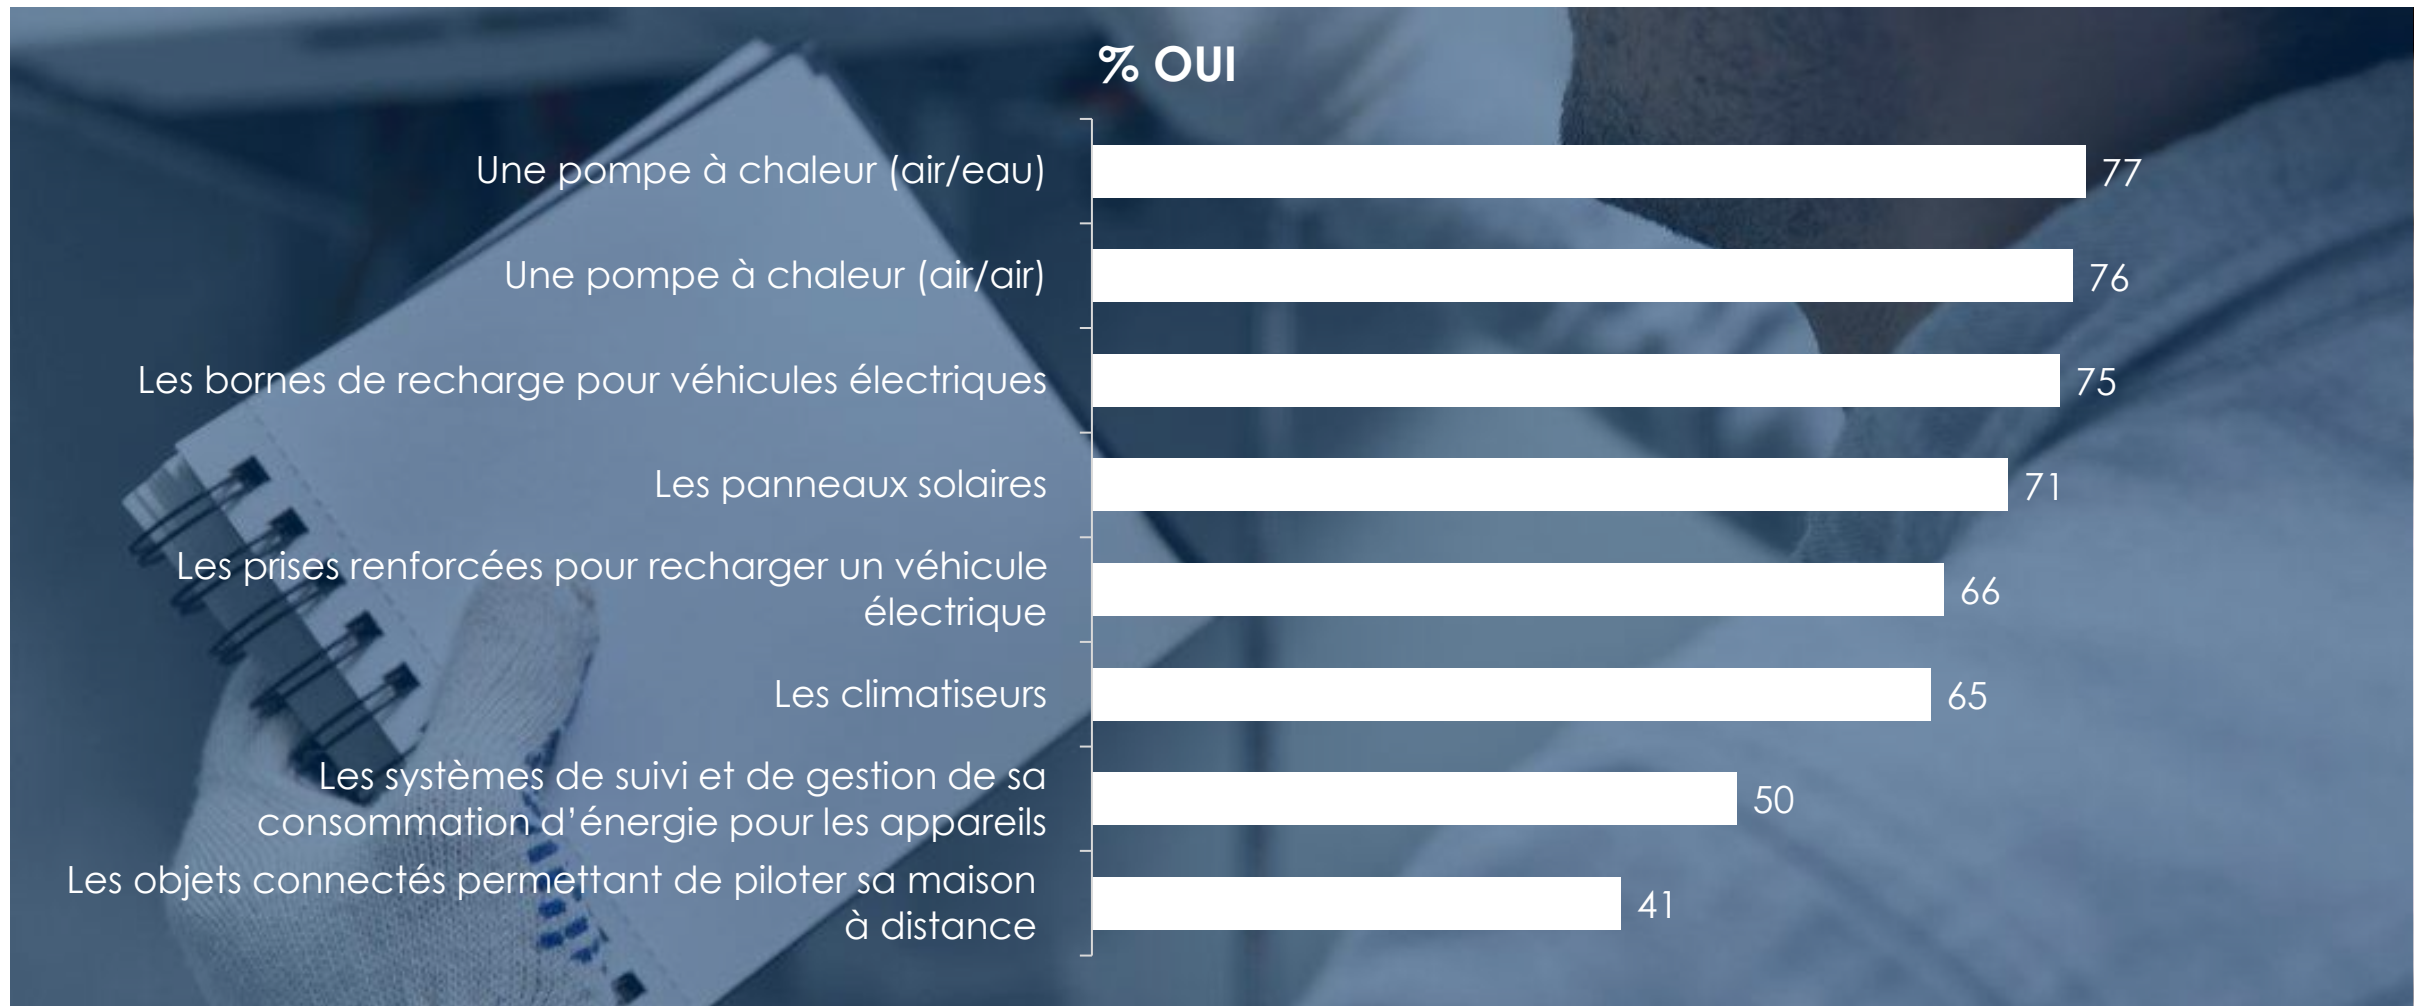 % OUI
Une pompe à chaleur (air/eau)
77
Une pompe à chaleur (air/air)
76
Les bornes de recharge pour véhicules électriques
75
Les panneaux solaires
71
Les prises renforcées pour recharger un véhicule
électrique
66
Les climatiseurs
65
Les systèmes de suivi et de gestion de sa
consommation d’énergie pour les appareils
50
Les objets connectés permettant de piloter sa maison
à distance
41